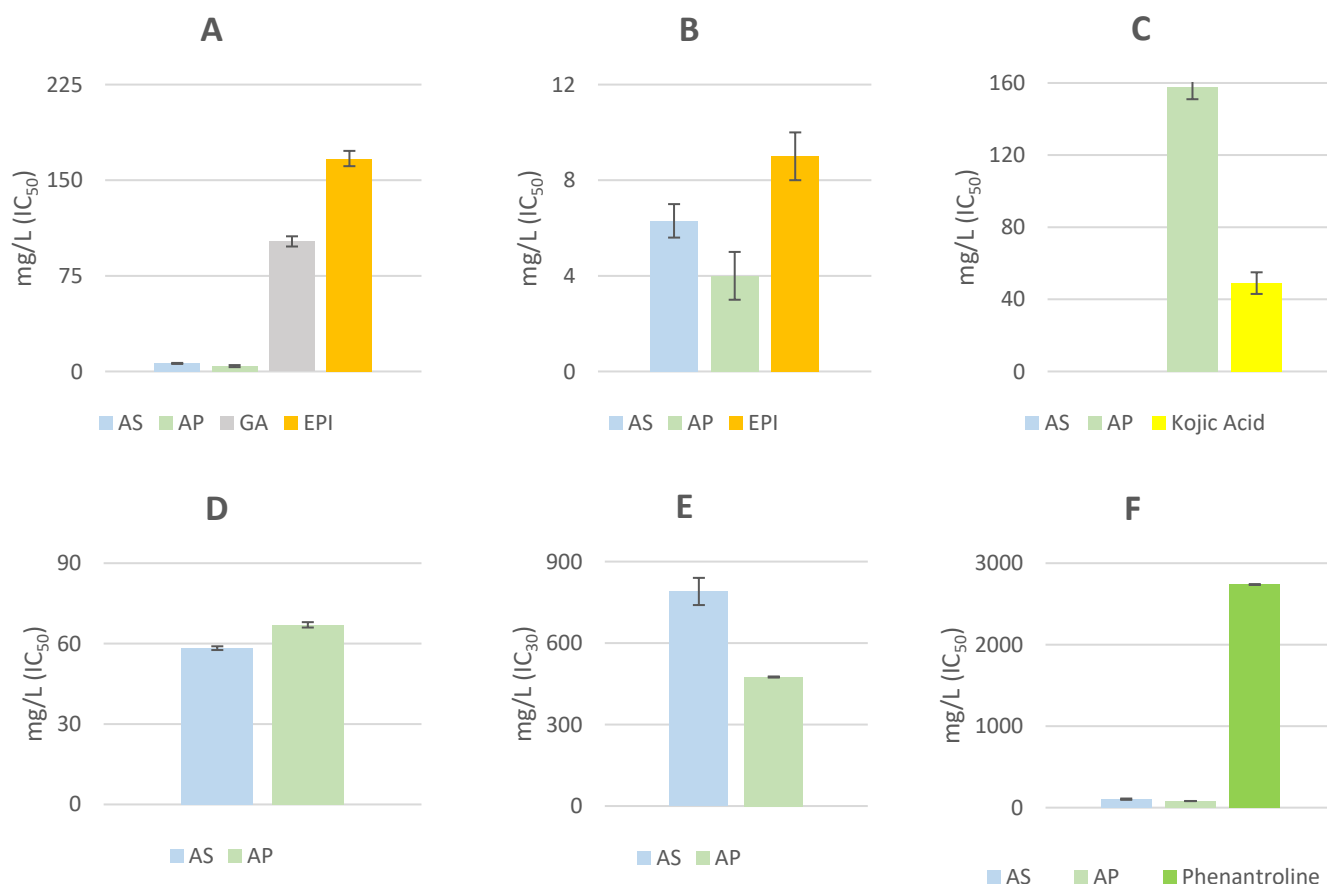 A
225
150
75
0
mg/L (IC₅₀)
AS AP GA EPI
B
12
8
4
0
mg/L (IC₅₀)
AS AP EPI
C
160
120
80
40
0
mg/L (IC₅₀)
AS AP Kojic Acid
D
90
60
30
0
mg/L (IC₅₀)
AS AP
E
900
600
300
0
mg/L (IC₃₀)
AS AP
F
3000
2000
1000
0
mg/L (IC₅₀)
AS AP Phenantroline